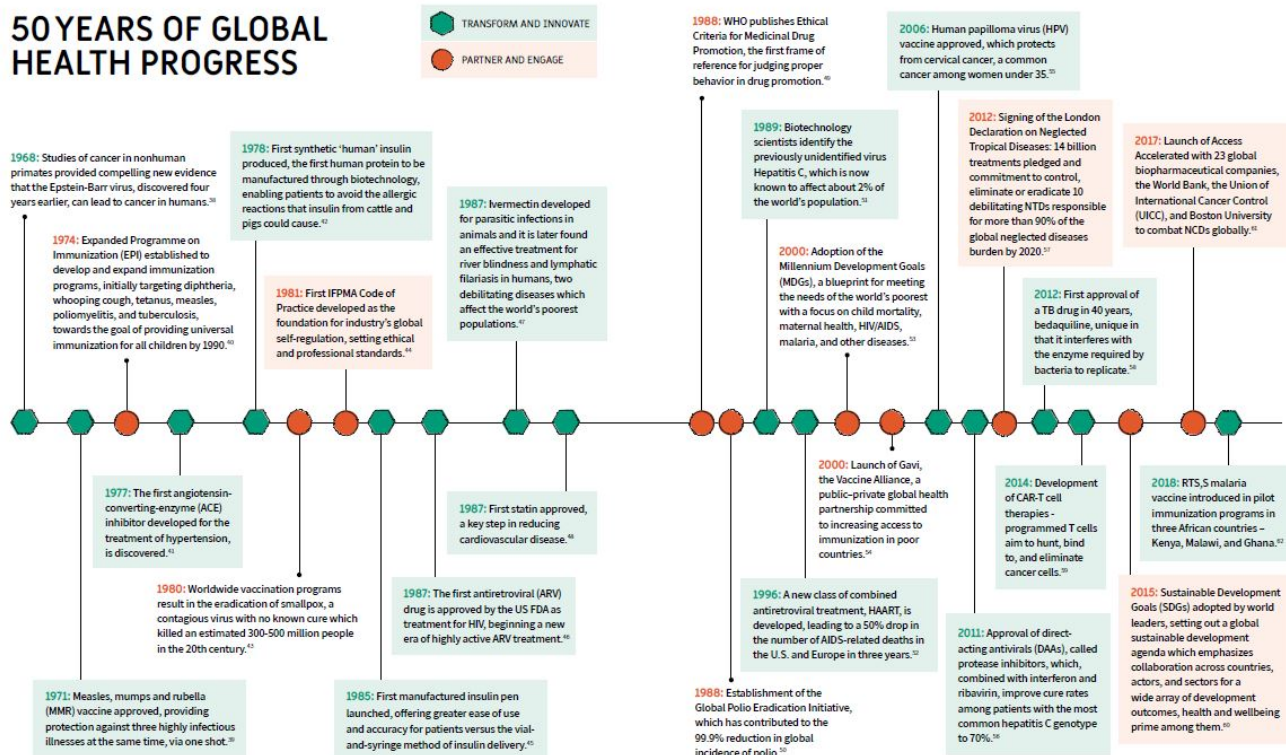 50 YEARS OF GLOBAL
HEALTH PROGRESS
TRANSFORM AND INNOVATE
PARTNER AND ENGAGE
1968: Studies of cancer in nonhuman
primates provided compelling new evidence
that the Epstein-Barr virus, discovered four
years earlier, can lead to cancer in humans.38
1974: Expanded Programme on
Immunization (EPI) established to
develop and expand immunization
programs, initially targeting diphtheria,
whooping cough, tetanus, measles,
poliomyelitis, and tuberculosis,
towards the goal of providing universal
immunization for all children by 1990.40
1978: First synthetic ‘human’ insulin
produced, the first human protein to be
manufactured through biotechnology,
enabling patients to avoid the allergic
reactions that insulin from cattle and
pigs could cause.42
1981: First IFPMA Code of
Practice developed as the
foundation for industry's global
self-regulation, setting ethical
and professional standards.44
1987: Ivermectin developed
for parasitic infections in
animals and it is later found
an effective treatment for
river blindness and lymphatic
filariasis in humans, two
debilitating diseases which
affect the world's poorest
populations.47
1988: WHO publishes Ethical
Criteria for Medicinal Drug
Promotion, the first frame of
reference for judging proper
behavior in drug promotion.49
1989: Biotechnology
scientists identify the
previously unidentified virus
Hepatitis C, which is now
known to affect about 2% of
the world's population.51
2000: Adoption of the
Millennium Development Goals
(MDGs), a blueprint for meeting
the needs of the world's poorest
with a focus on child mortality,
maternal health, HIV/AIDS,
malaria, and other diseases.53
2006: Human papilloma virus (HPV)
vaccine approved, which protects
from cervical cancer, a common
cancer among women under 35.55
2012: Signing of the London
Declaration on Neglected
Tropical Diseases: 14 billion
treatments pledged and
commitment to control,
eliminate or eradicate 10
debilitating NTDs responsible
for more than 90% of the
global neglected diseases
burden by 2020.57
2012: First approval of
a TB drug in 40 years,
bedaquiline, unique in
that it interferes with
the enzyme required by
bacteria to replicate.58
2017: Launch of Access
Accelerated with 23 global
biopharmaceutical companies,
the World Bank, the Union of
International Cancer Control
(UICC), and Boston University
to combat NCDs globally.61
1971: Measles, mumps and rubella
(MMR) vaccine approved, providing
protection against three highly infectious
illnesses at the same time, via one shot.39
1977: The first angiotensin-
converting-enzyme (ACE)
inhibitor developed for the
treatment of hypertension,
is discovered.41
1980: Worldwide vaccination programs
result in the eradication of smallpox, a
contagious virus with no known cure which
killed an estimated 300-500 million people
in the 20th century.43
1985: First manufactured insulin pen
launched, offering greater ease of use
and accuracy for patients versus the vial-
and-syringe method of insulin delivery.45
1987: The first antiretroviral (ARV)
drug is approved by the US FDA as
treatment for HIV, beginning a new
era of highly active ARV treatment.46
1987: First statin approved,
a key step in reducing
cardiovascular disease.48
1988: Establishment of the
Global Polio Eradication Initiative,
which has contributed to the
99.9% reduction in global
incidence of polio.50
1996: A new class of combined
antiretroviral treatment, HAART, is
developed, leading to a 50% drop in
the number of AIDS-related deaths in
the U.S. and Europe in three years.52
2000: Launch of Gavi,
the Vaccine Alliance, a
public–private global health
partnership committed
to increasing access to
immunization in poor
countries.54
2011: Approval of direct-
acting antivirals (DAAs), called
protease inhibitors, which,
combined with interferon and
ribavirin, improve cure rates
among patients with the most
common hepatitis C genotype
to 70%.56
2014: Development
of CAR-T cell
therapies -
programmed T cells
aim to hunt, bind
to, and eliminate
cancer cells.59
2015: Sustainable Development
Goals (SDGs) adopted by world
leaders, setting out a global
sustainable development
agenda which emphasizes
collaboration across countries,
actors, and sectors for a
wide array of development
outcomes, health and wellbeing
prime among them.60
2018: RTS,S malaria
vaccine introduced in pilot
immunization programs in
three African countries –
Kenya, Malawi, and Ghana.62